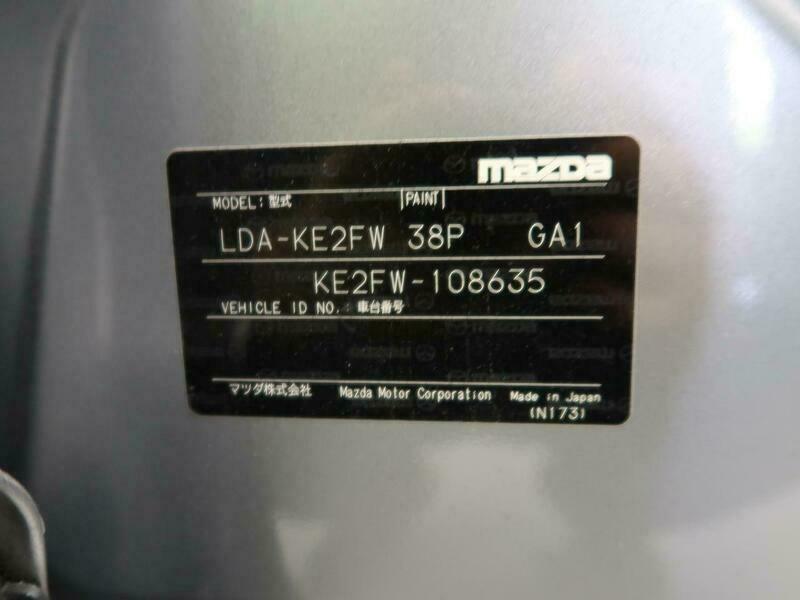 mazda
MODEL: 型式 PAINT
LDA-KE2FW 38P GA1
KE2FW-108635
VEHICLE ID NO.: 車台番号
マツダ株式会社 Mazda Motor Corporation Made in Japan
(N173)